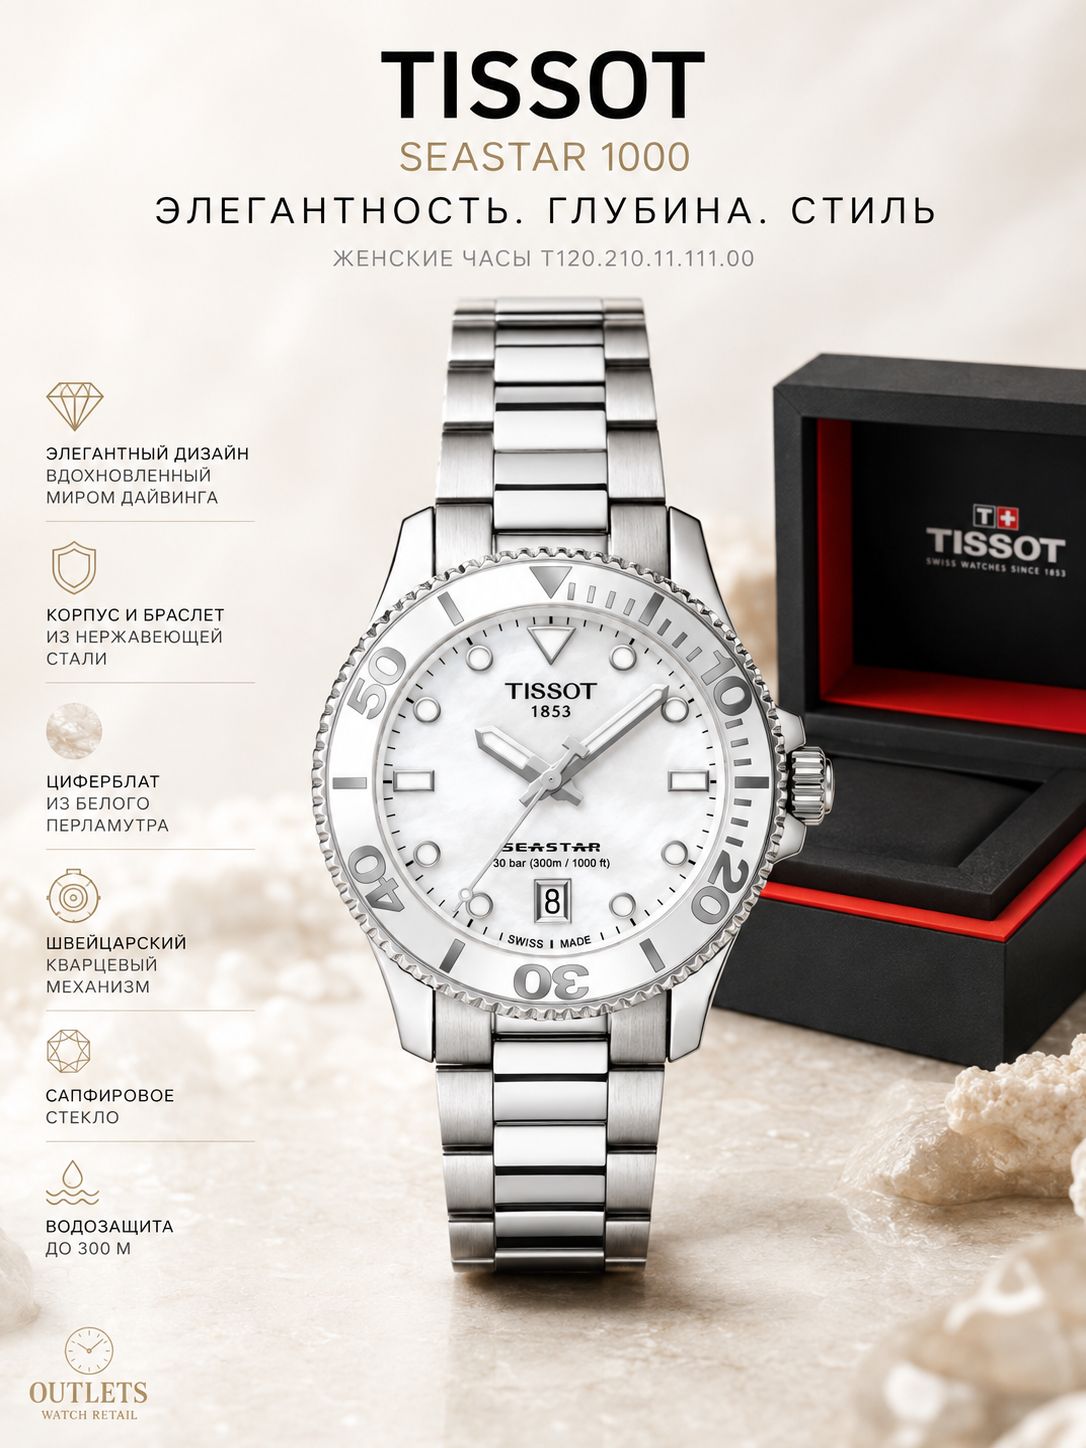 TISSOT
SEASTAR 1000
ЭЛЕГАНТНОСТЬ. ГЛУБИНА. СТИЛЬ
ЖЕНСКИЕ ЧАСЫ T120.210.11.111.00
ЭЛЕГАНТНЫЙ ДИЗАЙН
ВДОХНОВЛЕННЫЙ
МИРОМ ДАЙВИНГА
КОРПУС И БРАСЛЕТ
ИЗ НЕРЖАВЕЮЩЕЙ
СТАЛИ
ЦИФЕРБЛАТ
ИЗ БЕЛОГО
ПЕРЛАМУТРА
ШВЕЙЦАРСКИЙ
КВАРЦЕВЫЙ
МЕХАНИЗМ
САПФИРОВОЕ
СТЕКЛО
ВОДОЗАЩИТА
ДО 300 М
10
20
30
40
50
TISSOT
1853
SEASTAR
30 bar (300m / 1000 ft)
8
SWISS MADE
T+
TISSOT
SWISS WATCHES SINCE 1853
OUTLETS
WATCH RETAIL